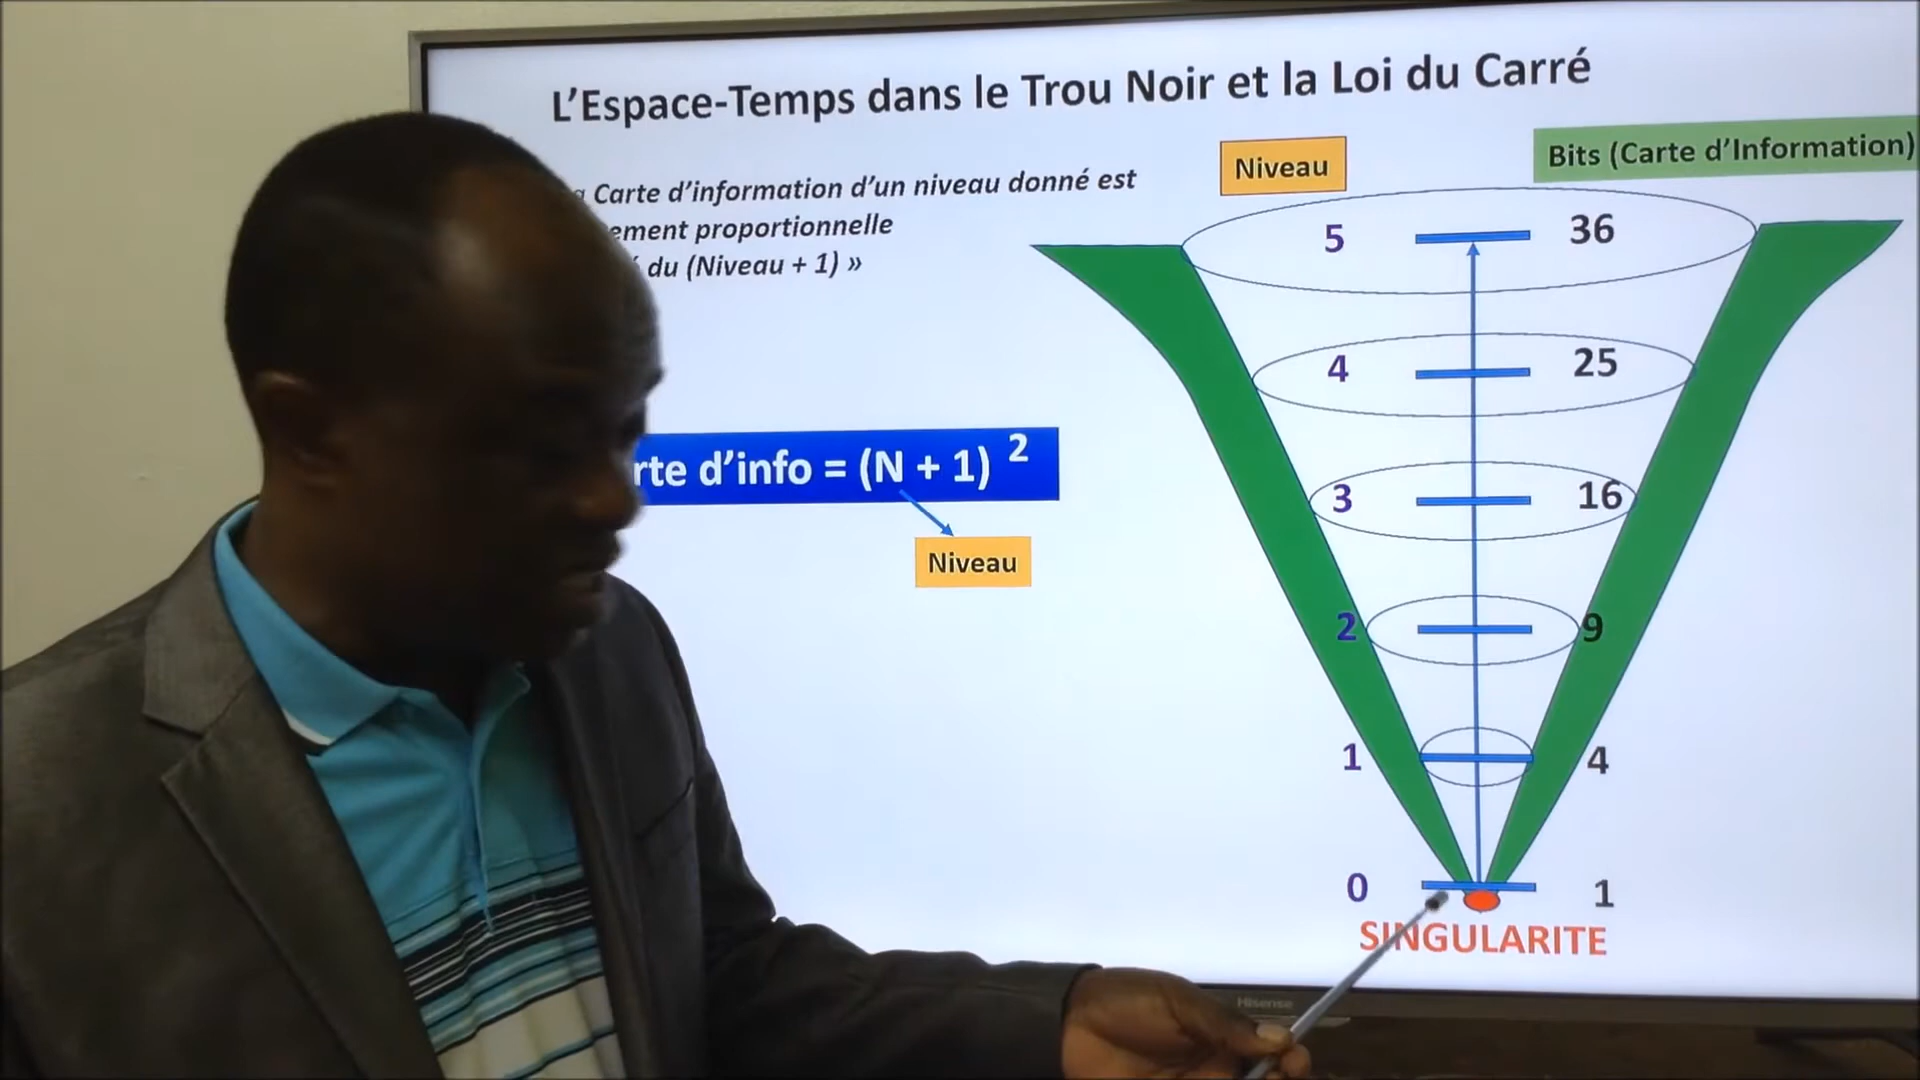 L'Espace-Temps dans le Trou Noir et la Loi du Carré
Carte d'information d'un niveau donné est
proportionnelle
du (Niveau + 1) »
d'info = (N + 1) 2
Niveau
Niveau
Bits (Carte d'Information)
5 36
4 25
3 16
2 9
1 4
0 1
SINGULARITE
Hisense